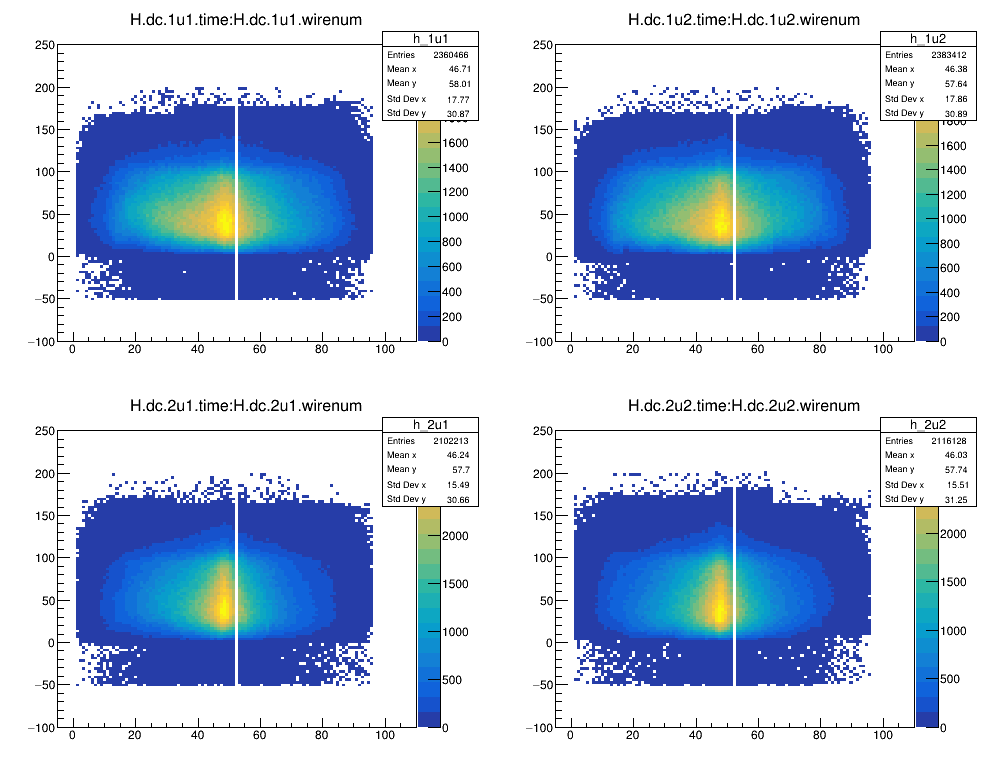 H.dc.1u1.time:H.dc.1u1.wirenum
h_1u1
Entries 2360466
Mean x 46.71
Mean y 58.01
Std Dev x 17.77
Std Dev y 30.87
250
200
150
100
50
0
−50
−100
0 20 40 60 80 100
1600
1400
1200
1000
800
600
400
200
0
H.dc.1u2.time:H.dc.1u2.wirenum
h_1u2
Entries 2383412
Mean x 46.38
Mean y 57.64
Std Dev x 17.86
Std Dev y 30.89
250
200
150
100
50
0
−50
−100
0 20 40 60 80 100
1800
1600
1400
1200
1000
800
600
400
200
0
H.dc.2u1.time:H.dc.2u1.wirenum
h_2u1
Entries 2102213
Mean x 46.24
Mean y 57.7
Std Dev x 15.49
Std Dev y 30.66
250
200
150
100
50
0
−50
−100
0 20 40 60 80 100
2000
1500
1000
500
0
H.dc.2u2.time:H.dc.2u2.wirenum
h_2u2
Entries 2116128
Mean x 46.03
Mean y 57.74
Std Dev x 15.51
Std Dev y 31.25
250
200
150
100
50
0
−50
−100
0 20 40 60 80 100
2000
1500
1000
500
0